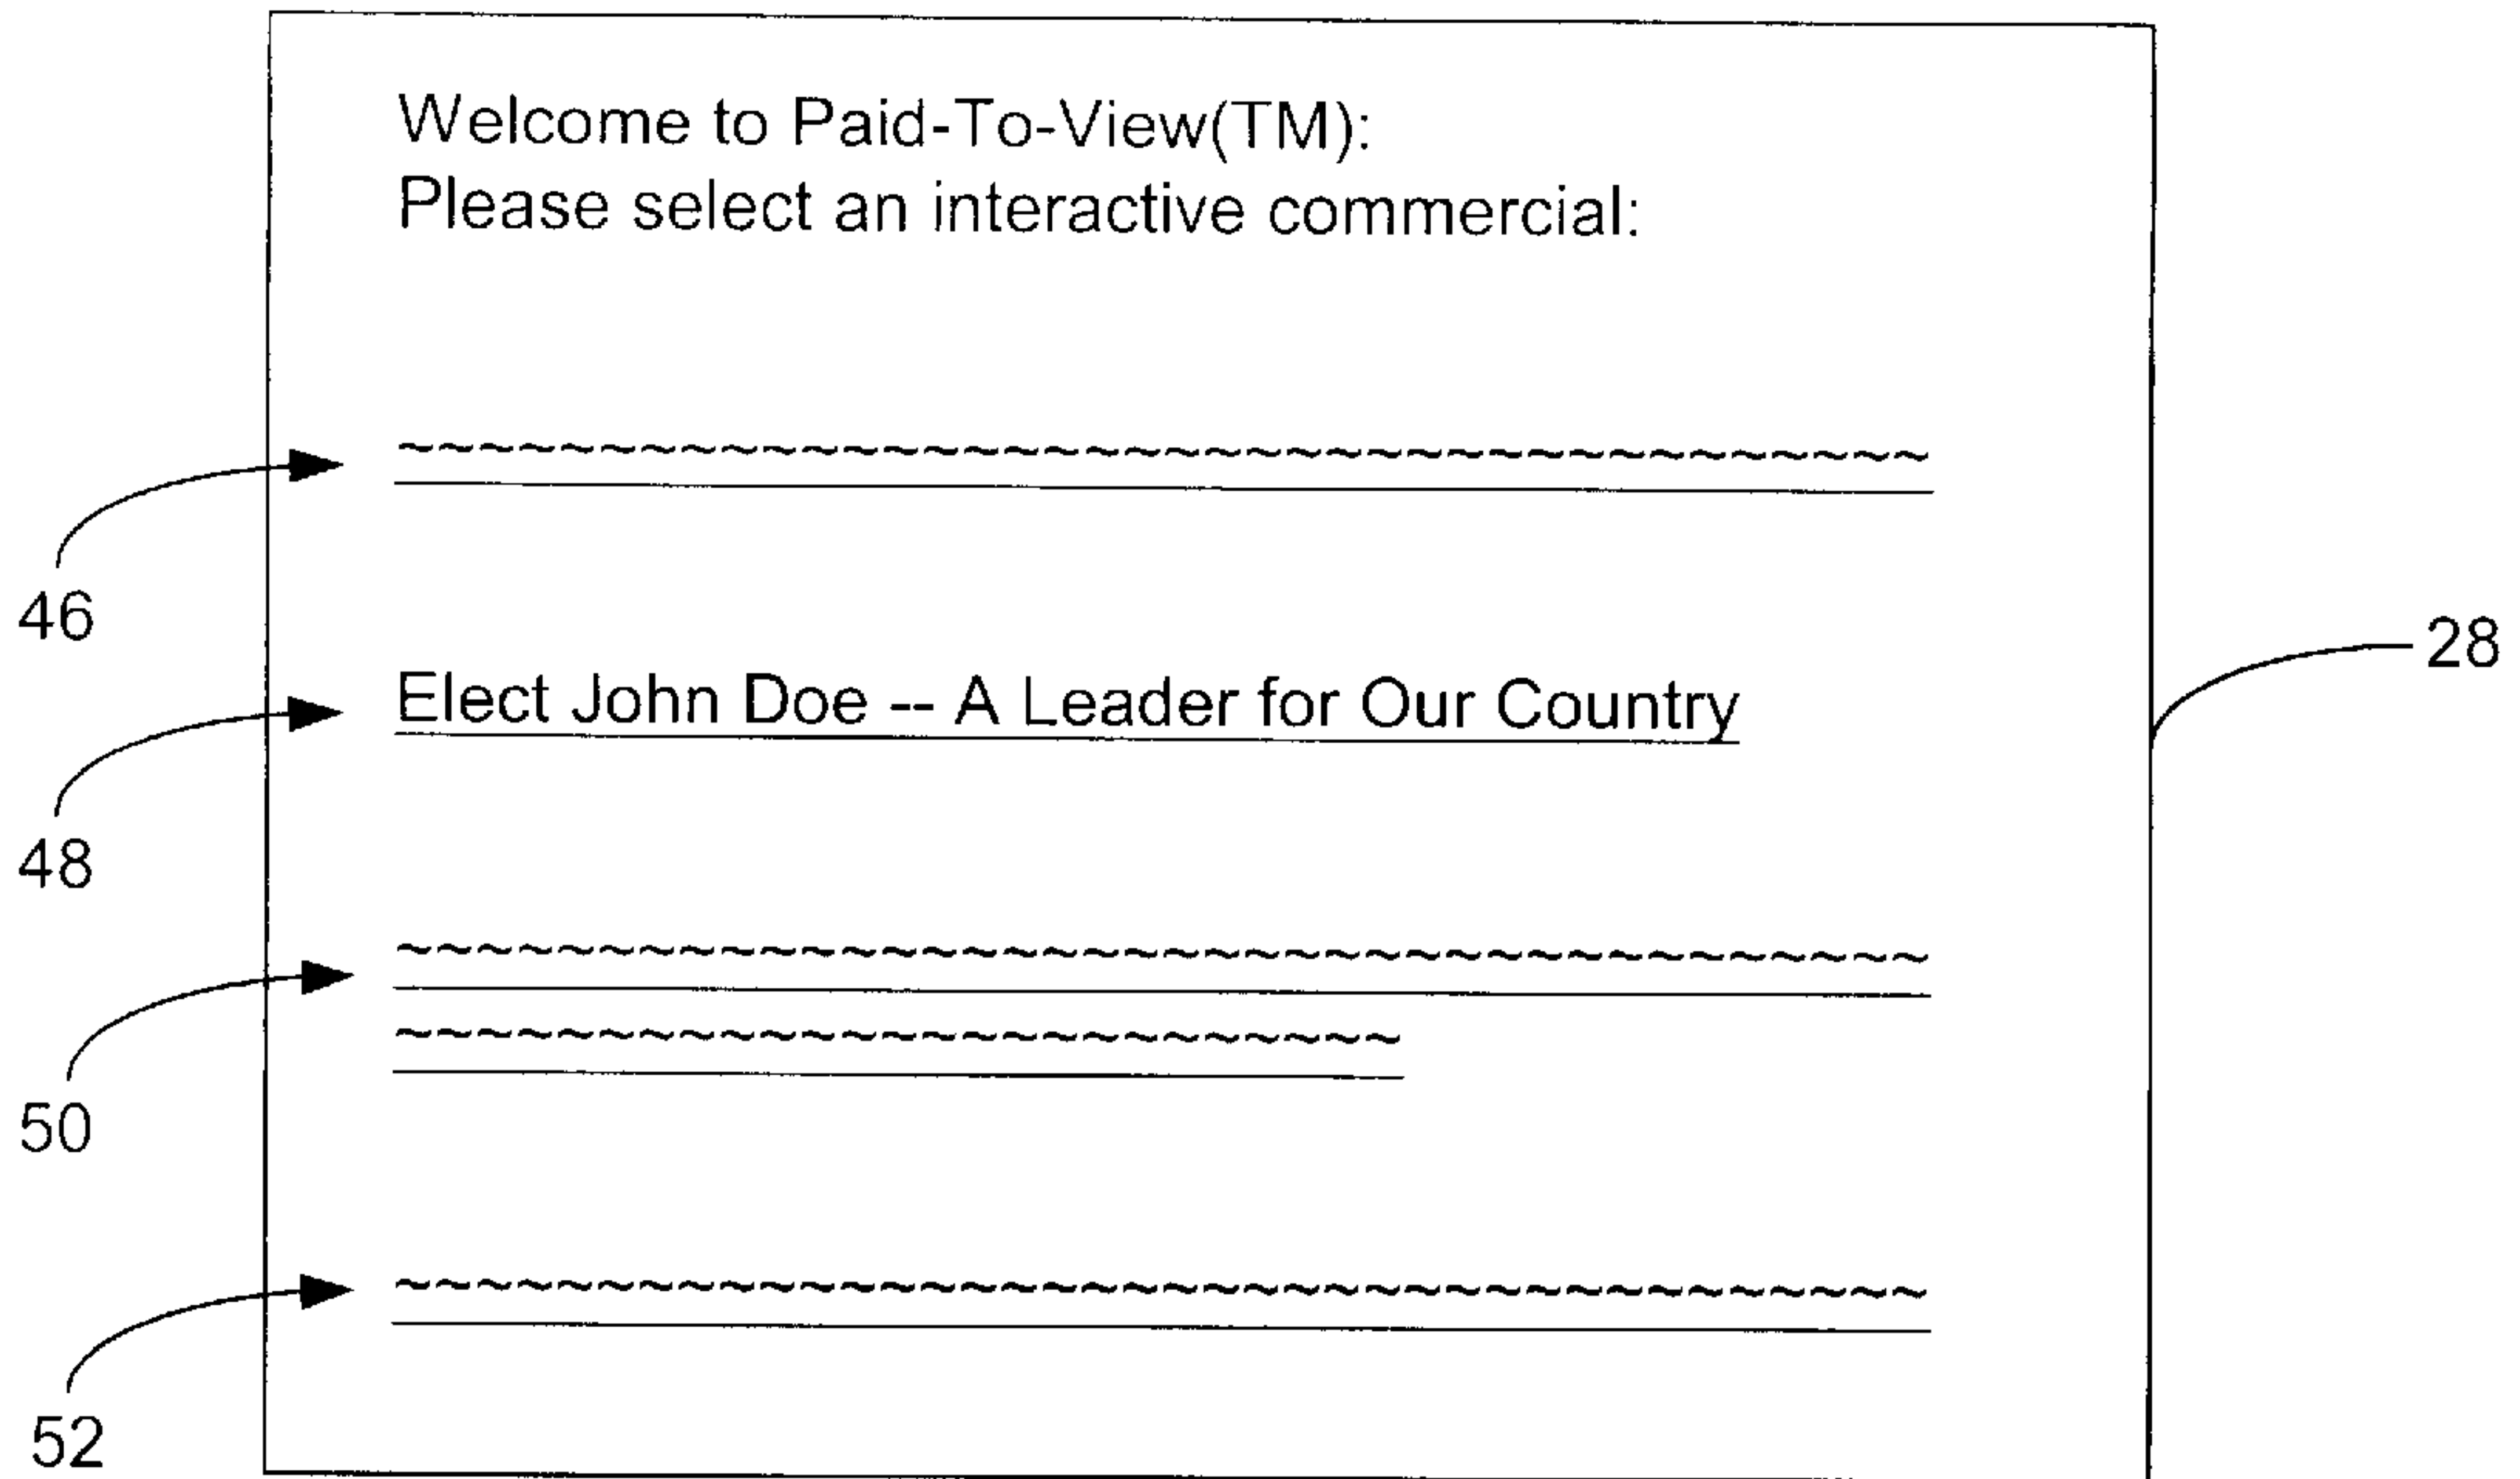 Welcome to Paid-To-View(TM):
Please select an interactive commercial:
46
Elect John Doe -- A Leader for Our Country
28
48
50
52